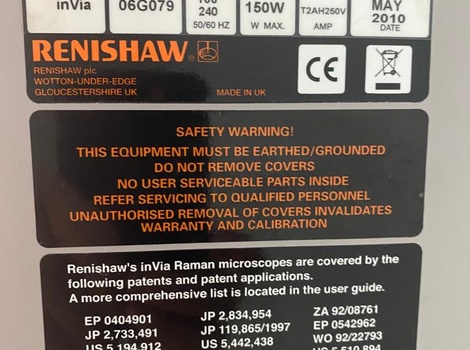 inVia 06G079 240 150W T2AH250V MAY
50/60 HZ W MAX. AMP 2010
DATE
RENISHAW
RENISHAW plc
WOTTON-UNDER-EDGE
GLOUCESTERSHIRE UK MADE IN UK
CE
SAFETY WARNING!
THIS EQUIPMENT MUST BE EARTHED/GROUNDED
DO NOT REMOVE COVERS
NO USER SERVICEABLE PARTS INSIDE
REFER SERVICING TO QUALIFIED PERSONNEL
UNAUTHORISED REMOVAL OF COVERS INVALIDATES
WARRANTY AND CALIBRATION
Renishaw's inVia Raman microscopes are covered by the
following patents and patent applications.
A more comprehensive list is located in the user guide.
EP 0404901 JP 2,834,954 ZA 92/08761
JP 2,733,491 JP 119,865/1997 EP 0542962
US 5,194,912 US 5,442,438 WO 92/22793